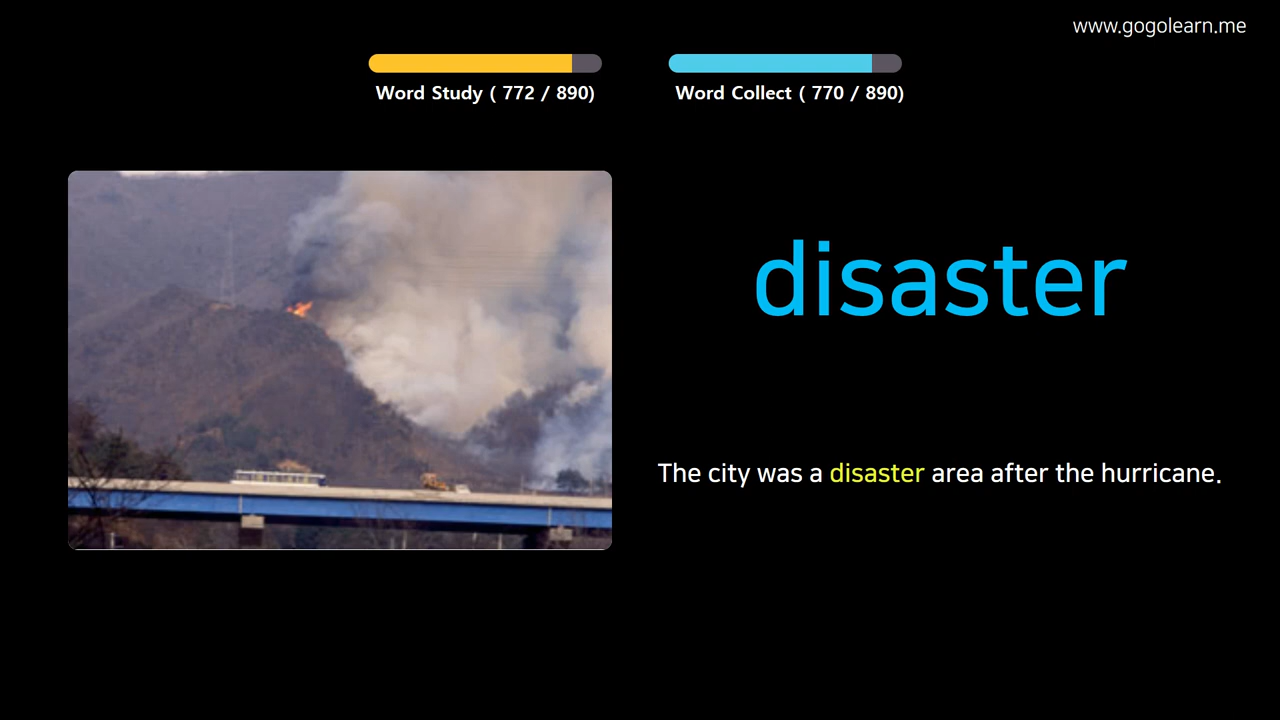 www.gogolearn.me
Word Study ( 772 / 890)
Word Collect ( 770 / 890)
disaster
The city was a disaster area after the hurricane.